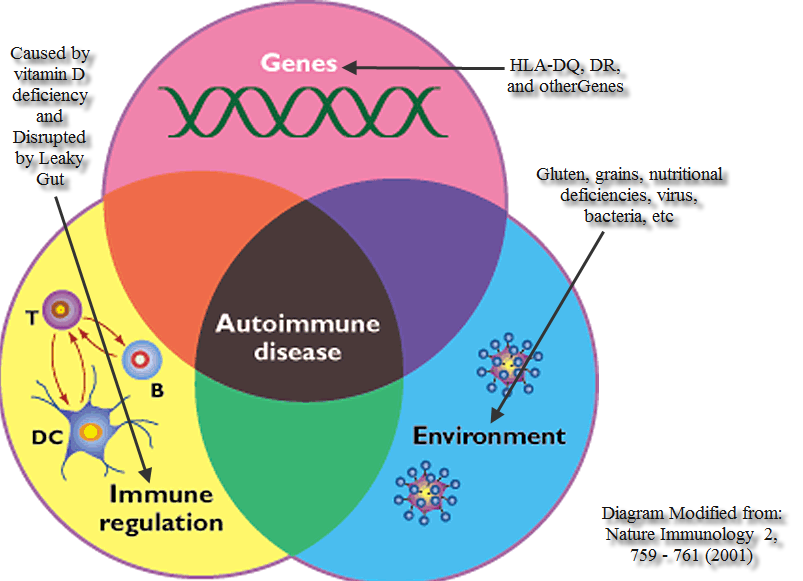 Caused by
vitamin D
deficiency
and
Disrupted
by Leaky
Gut
Genes
HLA-DQ, DR,
and otherGenes
Gluten, grains, nutritional
deficiencies, virus,
bacteria, etc
T
B
DC
Autoimmune
disease
Environment
Immune
regulation
Diagram Modified from:
Nature Immunology 2,
759 - 761 (2001)